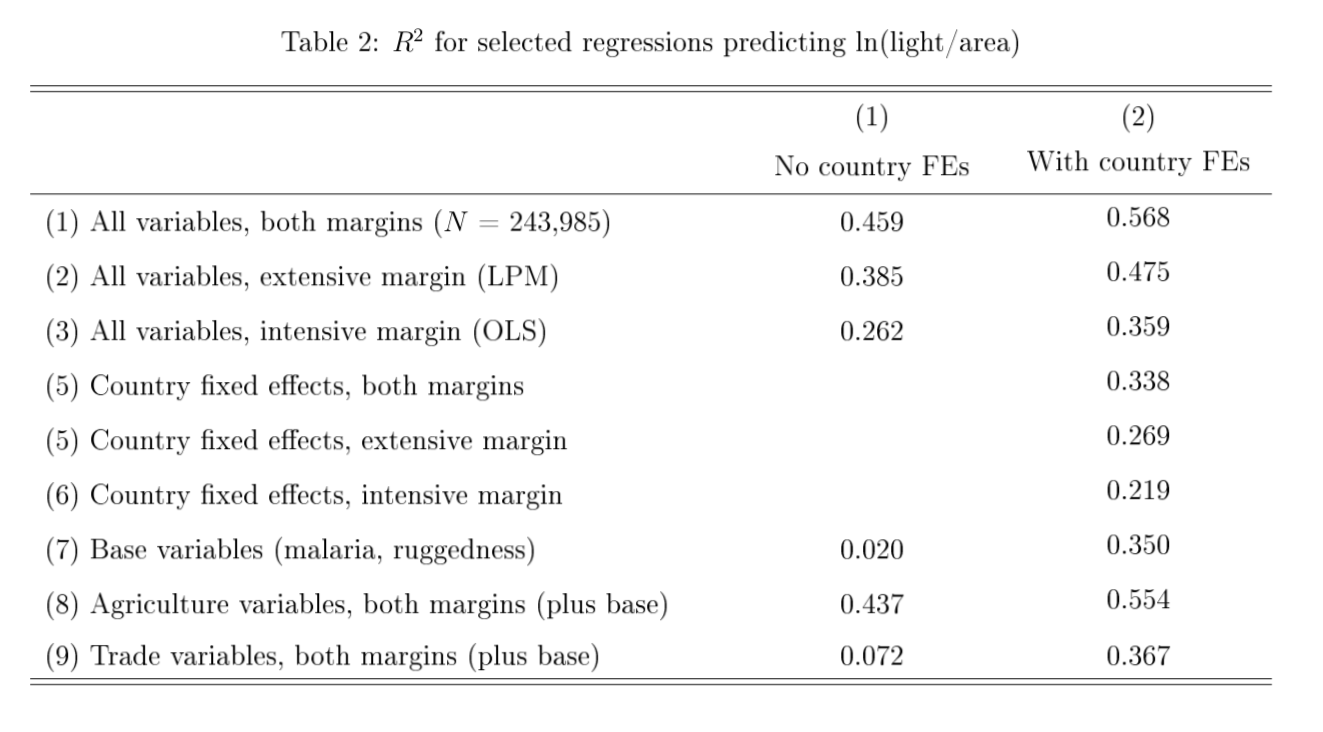 Table 2: R² for selected regressions predicting ln(light/area)
(1) (2)
No country FEs With country FEs
(1) All variables, both margins (N = 243,985) 0.459 0.568
(2) All variables, extensive margin (LPM) 0.385 0.475
(3) All variables, intensive margin (OLS) 0.262 0.359
(5) Country fixed effects, both margins 0.338
(5) Country fixed effects, extensive margin 0.269
(6) Country fixed effects, intensive margin 0.219
(7) Base variables (malaria, ruggedness) 0.020 0.350
(8) Agriculture variables, both margins (plus base) 0.437 0.554
(9) Trade variables, both margins (plus base) 0.072 0.367